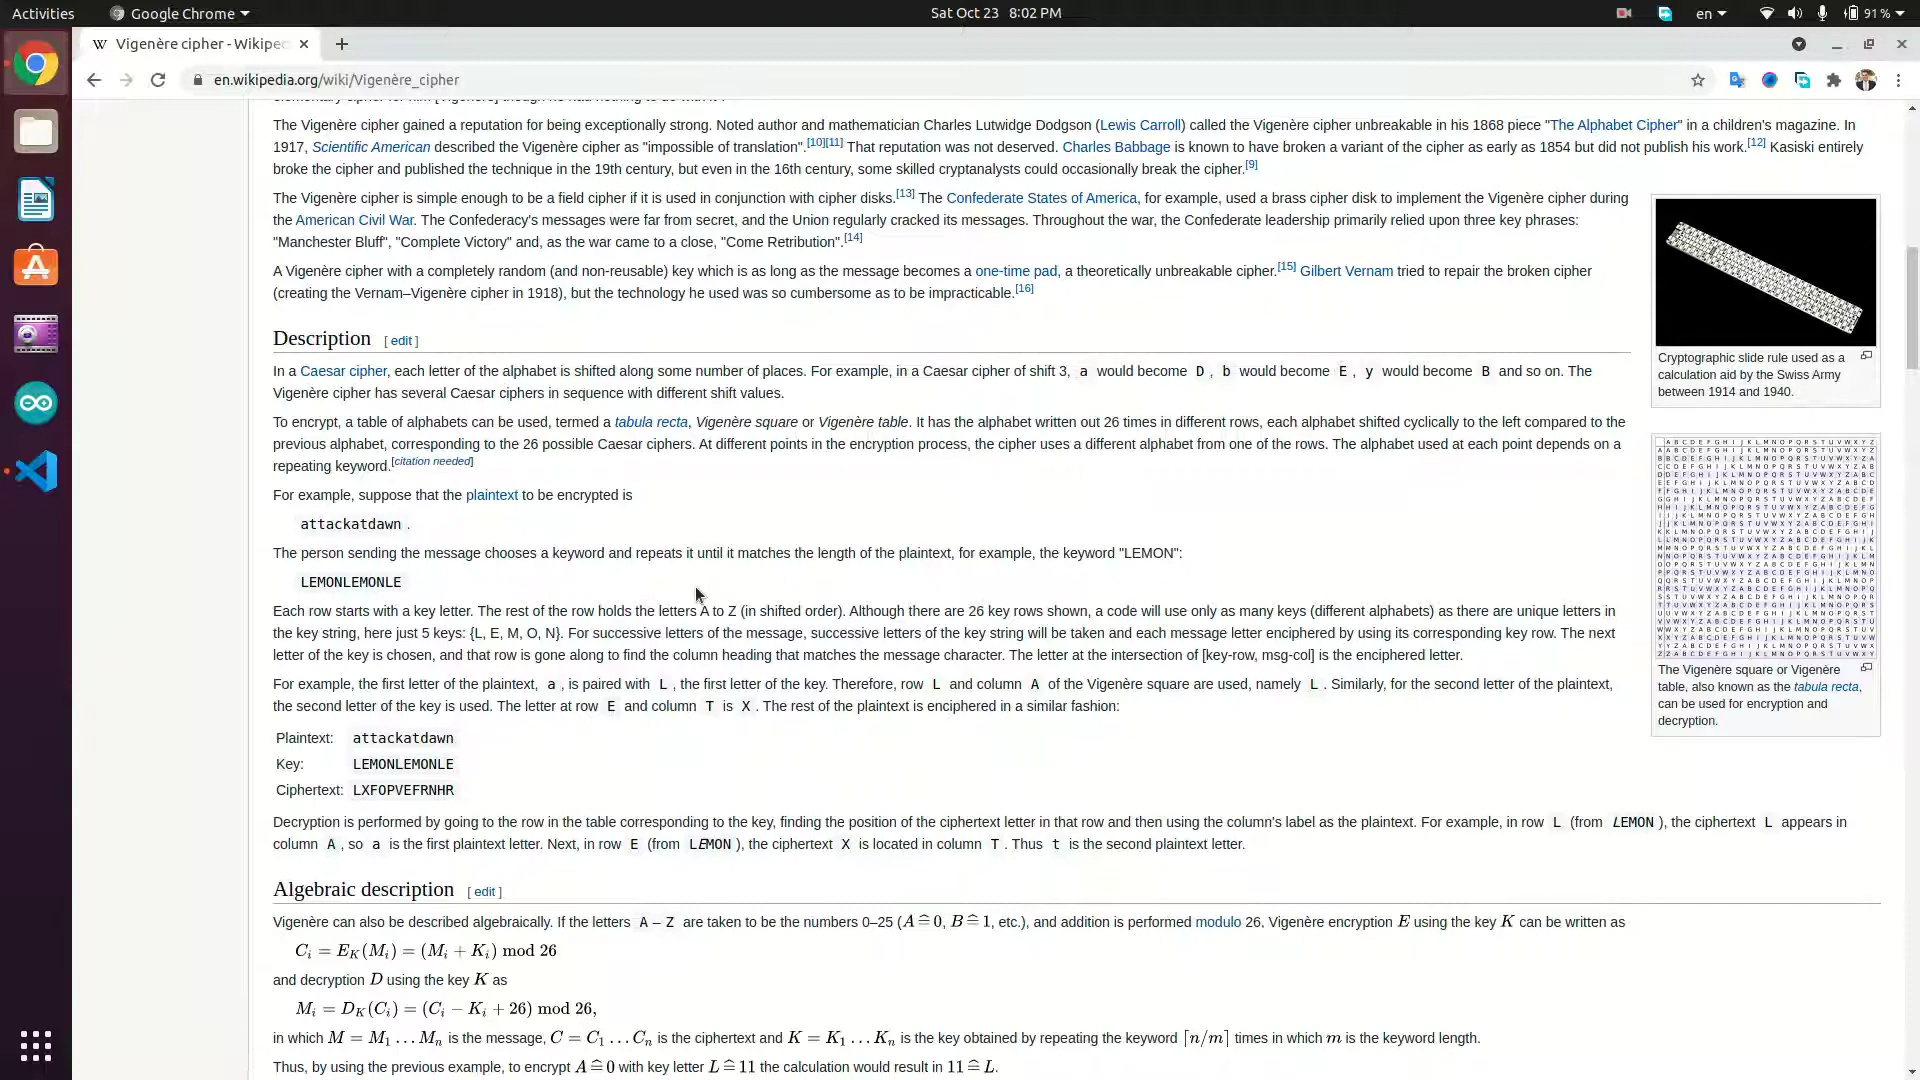 Activities Google Chrome Sat Oct 23 8:02 PM en 91 %
W Vigenère cipher - Wikipe
en.wikipedia.org/wiki/Vigenère_cipher
The Vigenère cipher gained a reputation for being exceptionally strong. Noted author and mathematician Charles Lutwidge Dodgson (Lewis Carroll) called the Vigenère cipher unbreakable in his 1868 piece "The Alphabet Cipher" in a children's magazine. In
1917, Scientific American described the Vigenère cipher as "impossible of translation".[10][11] That reputation was not deserved. Charles Babbage is known to have broken a variant of the cipher as early as 1854 but did not publish his work.[12] Kasiski entirely
broke the cipher and published the technique in the 19th century, but even in the 16th century, some skilled cryptanalysts could occasionally break the cipher.[9]
The Vigenère cipher is simple enough to be a field cipher if it is used in conjunction with cipher disks.[13] The Confederate States of America, for example, used a brass cipher disk to implement the Vigenère cipher during
the American Civil War. The Confederacy's messages were far from secret, and the Union regularly cracked its messages. Throughout the war, the Confederate leadership primarily relied upon three key phrases:
"Manchester Bluff", "Complete Victory" and, as the war came to a close, "Come Retribution".[14]
A Vigenère cipher with a completely random (and non-reusable) key which is as long as the message becomes a one-time pad, a theoretically unbreakable cipher.[15] Gilbert Vernam tried to repair the broken cipher
(creating the Vernam–Vigenère cipher in 1918), but the technology he used was so cumbersome as to be impracticable.[16]
Cryptographic slide rule used as a
calculation aid by the Swiss Army
between 1914 and 1940.
Description [ edit ]
In a Caesar cipher, each letter of the alphabet is shifted along some number of places. For example, in a Caesar cipher of shift 3, a would become D, b would become E, y would become B and so on. The
Vigenère cipher has several Caesar ciphers in sequence with different shift values.
To encrypt, a table of alphabets can be used, termed a tabula recta, Vigenère square or Vigenère table. It has the alphabet written out 26 times in different rows, each alphabet shifted cyclically to the left compared to the
previous alphabet, corresponding to the 26 possible Caesar ciphers. At different points in the encryption process, the cipher uses a different alphabet from one of the rows. The alphabet used at each point depends on a
repeating keyword.[citation needed]
For example, suppose that the plaintext to be encrypted is
attackatdawn.
The person sending the message chooses a keyword and repeats it until it matches the length of the plaintext, for example, the keyword "LEMON":
LEMONLEMONLE
Each row starts with a key letter. The rest of the row holds the letters A to Z (in shifted order). Although there are 26 key rows shown, a code will use only as many keys (different alphabets) as there are unique letters in
the key string, here just 5 keys: {L, E, M, O, N}. For successive letters of the message, successive letters of the key string will be taken and each message letter enciphered by using its corresponding key row. The next
letter of the key is chosen, and that row is gone along to find the column heading that matches the message character. The letter at the intersection of [key-row, msg-col] is the enciphered letter.
For example, the first letter of the plaintext, a, is paired with L, the first letter of the key. Therefore, row L and column A of the Vigenère square are used, namely L. Similarly, for the second letter of the plaintext,
the second letter of the key is used. The letter at row E and column T is X. The rest of the plaintext is enciphered in a similar fashion:
The Vigenère square or Vigenère
table, also known as the tabula recta,
can be used for encryption and
decryption.
Plaintext: attackatdawn
Key: LEMONLEMONLE
Ciphertext: LXFOPVEFRNHR
Decryption is performed by going to the row in the table corresponding to the key, finding the position of the ciphertext letter in that row and then using the column's label as the plaintext. For example, in row L (from LEMON), the ciphertext L appears in
column A, so a is the first plaintext letter. Next, in row E (from LEMON), the ciphertext X is located in column T. Thus t is the second plaintext letter.
Algebraic description [ edit ]
Vigenère can also be described algebraically. If the letters A–Z are taken to be the numbers 0–25 (A ≘ 0, B ≘ 1, etc.), and addition is performed modulo 26, Vigenère encryption E using the key K can be written as
Cᵢ = E_K(Mᵢ) = (Mᵢ + Kᵢ) mod 26
and decryption D using the key K as
Mᵢ = D_K(Cᵢ) = (Cᵢ − Kᵢ + 26) mod 26,
in which M = M₁…Mₙ is the message, C = C₁…Cₙ is the ciphertext and K = K₁…Kₙ is the key obtained by repeating the keyword ⌈n/m⌉ times in which m is the keyword length.
Thus, by using the previous example, to encrypt A ≘ 0 with key letter L ≘ 11 the calculation would result in 11 ≘ L.